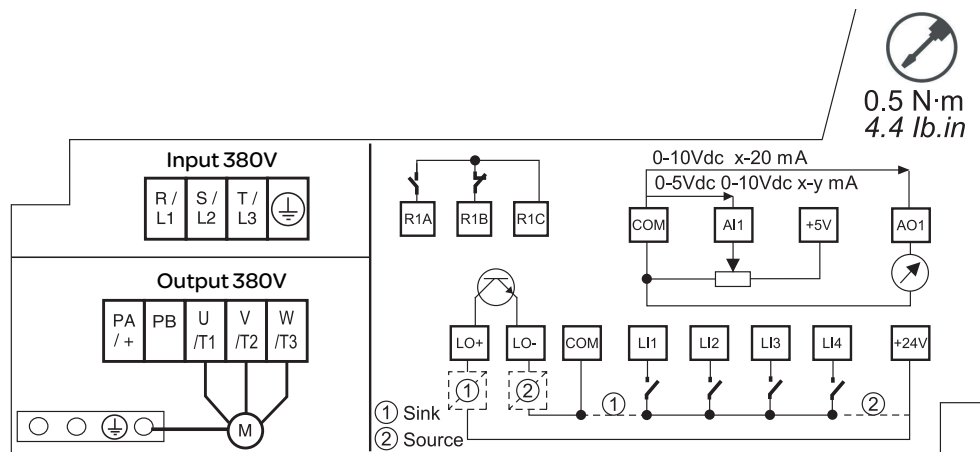 0.5 N·m
4.4 lb.in
Input 380V
R / L1
S / L2
T / L3
Output 380V
PA / +
PB
U /T1
V /T2
W /T3
M
R1A
R1B
R1C
0-10Vdc x-20 mA
0-5Vdc 0-10Vdc x-y mA
COM
AI1
+5V
AO1
LO+
LO-
COM
LI1
LI2
LI3
LI4
+24V
①
②
①
②
① Sink
② Source